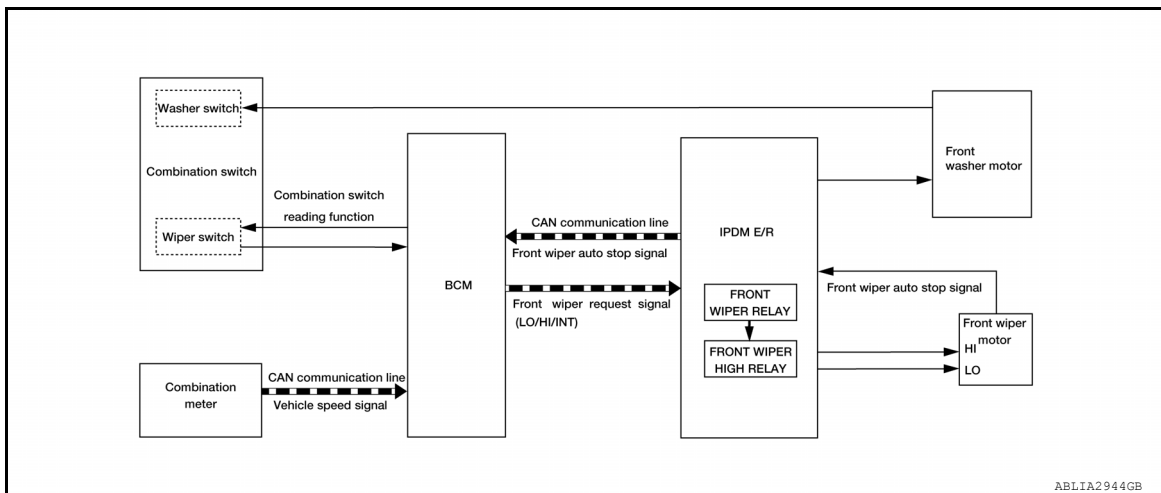 Washer switch
Combination switch
Wiper switch
Combination switch
reading function
BCM
CAN communication line
Front wiper auto stop signal
Front wiper request signal
(LO/HI/INT)
Combination
meter
CAN communication line
Vehicle speed signal
IPDM E/R
FRONT
WIPER RELAY
FRONT WIPER
HIGH RELAY
Front
washer motor
Front wiper auto stop signal
Front wiper
motor
HI
LO
ABLIA2944GB